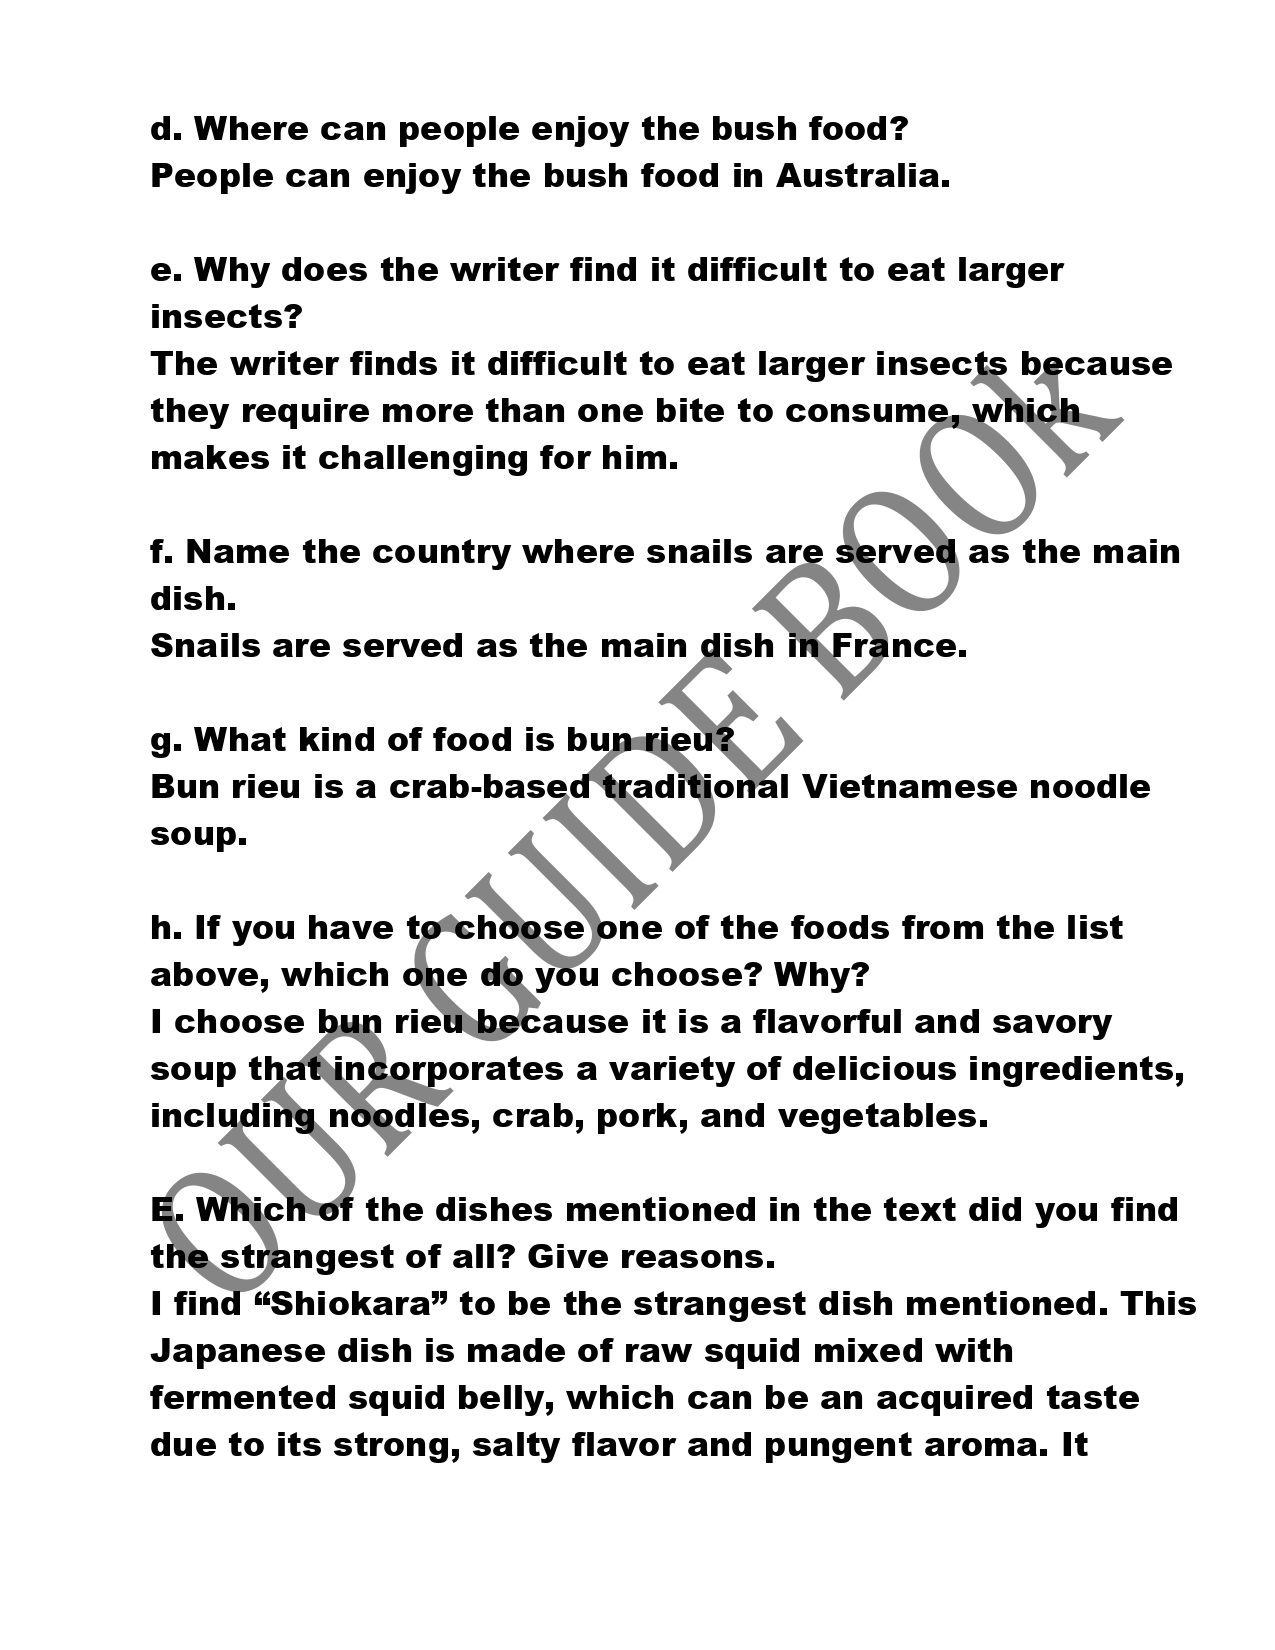 d. Where can people enjoy the bush food?
People can enjoy the bush food in Australia.
e. Why does the writer find it difficult to eat larger
insects?
The writer finds it difficult to eat larger insects because
they require more than one bite to consume, which
makes it challenging for him.
f. Name the country where snails are served as the main
dish.
Snails are served as the main dish in France.
g. What kind of food is bun rieu?
Bun rieu is a crab-based traditional Vietnamese noodle
soup.
h. If you have to choose one of the foods from the list
above, which one do you choose? Why?
I choose bun rieu because it is a flavorful and savory
soup that incorporates a variety of delicious ingredients,
including noodles, crab, pork, and vegetables.
E. Which of the dishes mentioned in the text did you find
the strangest of all? Give reasons.
I find “Shiokara” to be the strangest dish mentioned. This
Japanese dish is made of raw squid mixed with
fermented squid belly, which can be an acquired taste
due to its strong, salty flavor and pungent aroma. It
OUR GUIDE BOOK